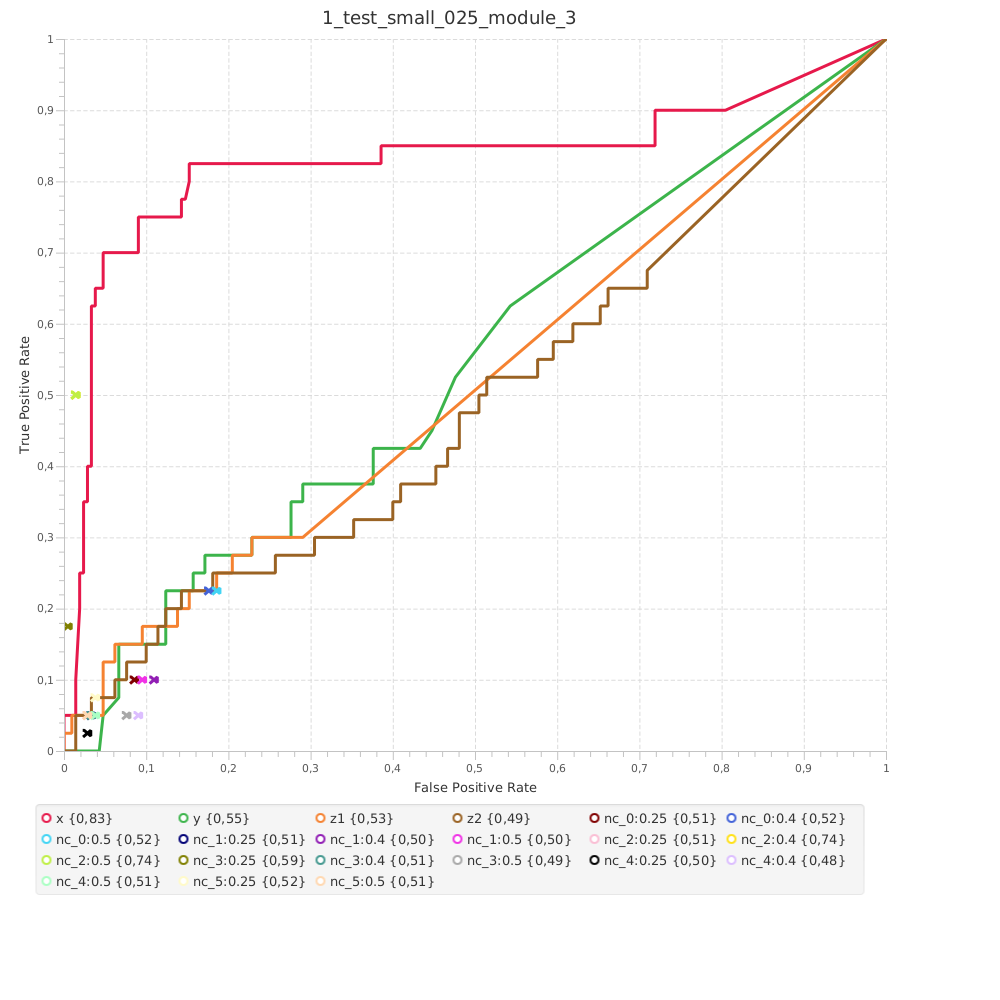 1_test_small_025_module_3
1
0,9
0,8
0,7
0,6
0,5
0,4
0,3
0,2
0,1
0
True Positive Rate
0 0,1 0,2 0,3 0,4 0,5 0,6 0,7 0,8 0,9 1
False Positive Rate
x {0,83} y {0,55} z1 {0,53} z2 {0,49} nc_0:0.25 {0,51} nc_0:0.4 {0,52}
nc_0:0.5 {0,52} nc_1:0.25 {0,51} nc_1:0.4 {0,50} nc_1:0.5 {0,50} nc_2:0.25 {0,51} nc_2:0.4 {0,74}
nc_2:0.5 {0,74} nc_3:0.25 {0,59} nc_3:0.4 {0,51} nc_3:0.5 {0,49} nc_4:0.25 {0,50} nc_4:0.4 {0,48}
nc_4:0.5 {0,51} nc_5:0.25 {0,52} nc_5:0.5 {0,51}